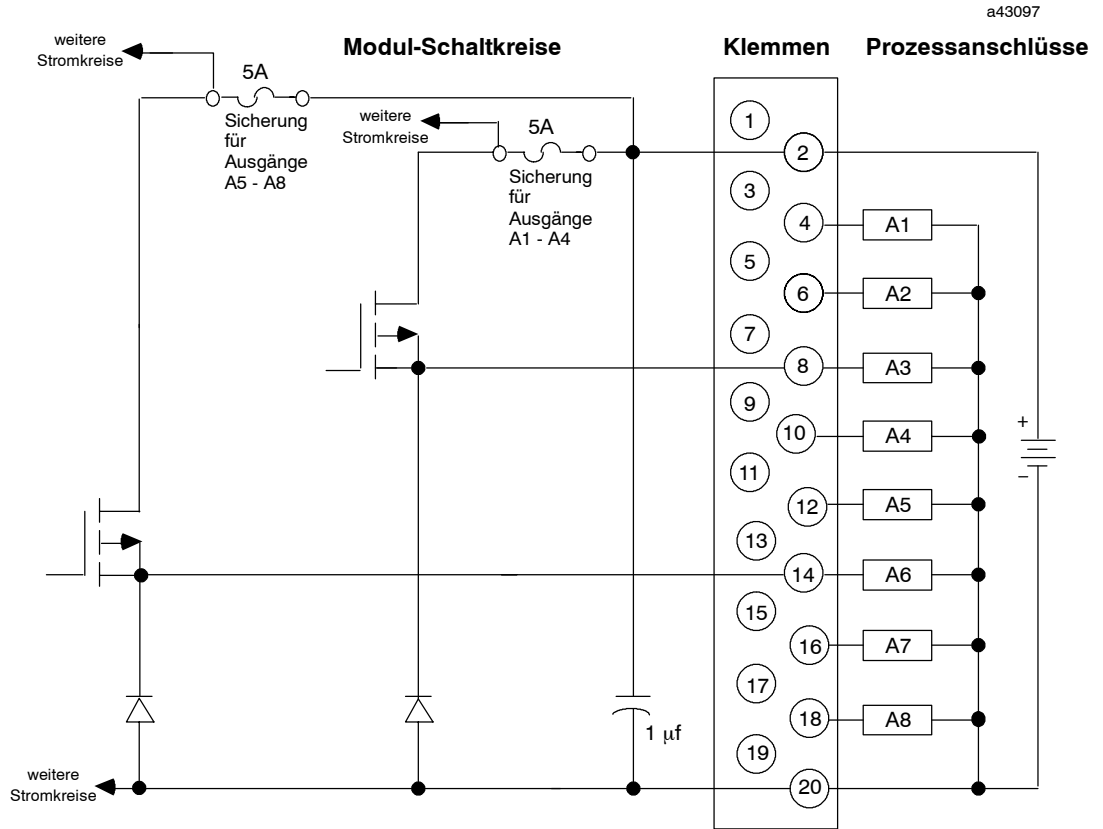 a43097
Modul-Schaltkreise
Klemmen
Prozessanschlüsse
weitere
Stromkreise
5A
Sicherung
für
Ausgänge
A5 - A8
weitere
Stromkreise
5A
Sicherung
für
Ausgänge
A1 - A4
1
2
3
4
A1
5
6
A2
7
8
A3
9
10
A4
+
−
11
12
A5
13
14
A6
15
16
A7
17
18
A8
1 µf
19
20
weitere
Stromkreise